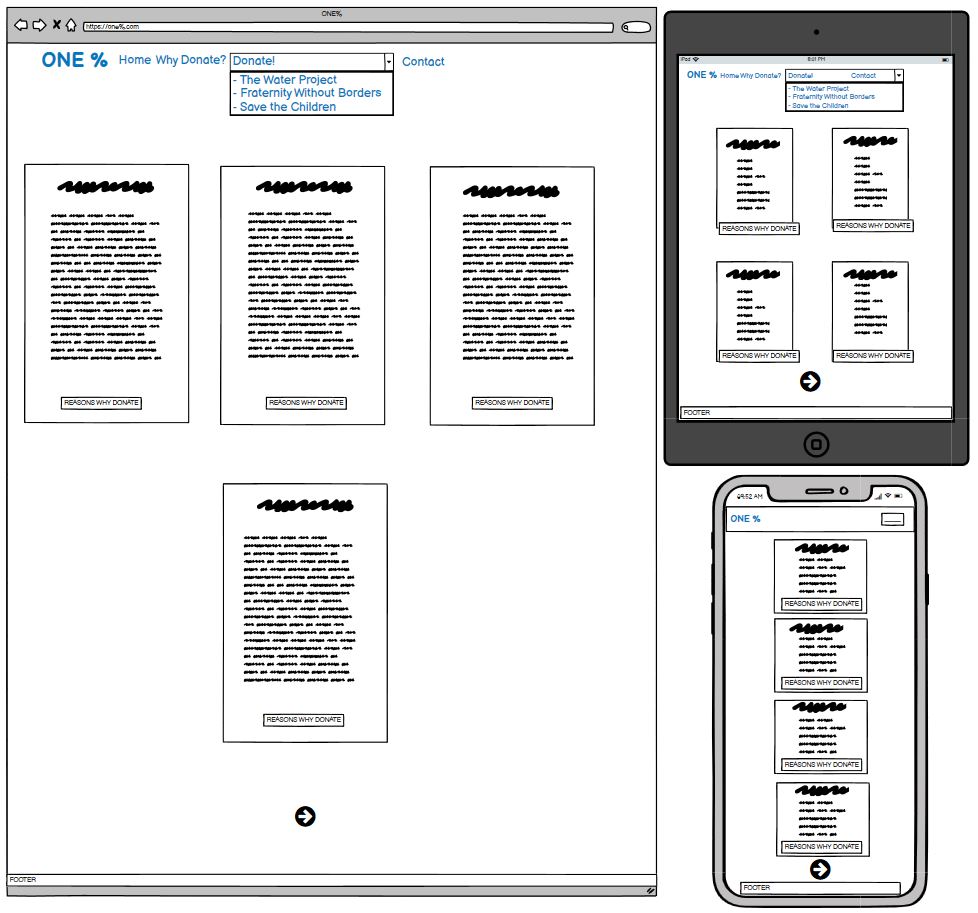 ONE%
https://one%.com
ONE % Home Why Donate? Donate! Contact
- The Water Project
- Fraternity Without Borders
- Save the Children
REASONS WHY DONATE REASONS WHY DONATE REASONS WHY DONATE
REASONS WHY DONATE
FOOTER
iPad 8:01 PM
ONE % Home Why Donate? Donate! Contact
- The Water Project
- Fraternity Without Borders
- Save the Children
REASONS WHY DONATE REASONS WHY DONATE
REASONS WHY DONATE REASONS WHY DONATE
FOOTER
09:52 AM
ONE %
REASONS WHY DONATE
REASONS WHY DONATE
REASONS WHY DONATE
REASONS WHY DONATE
FOOTER